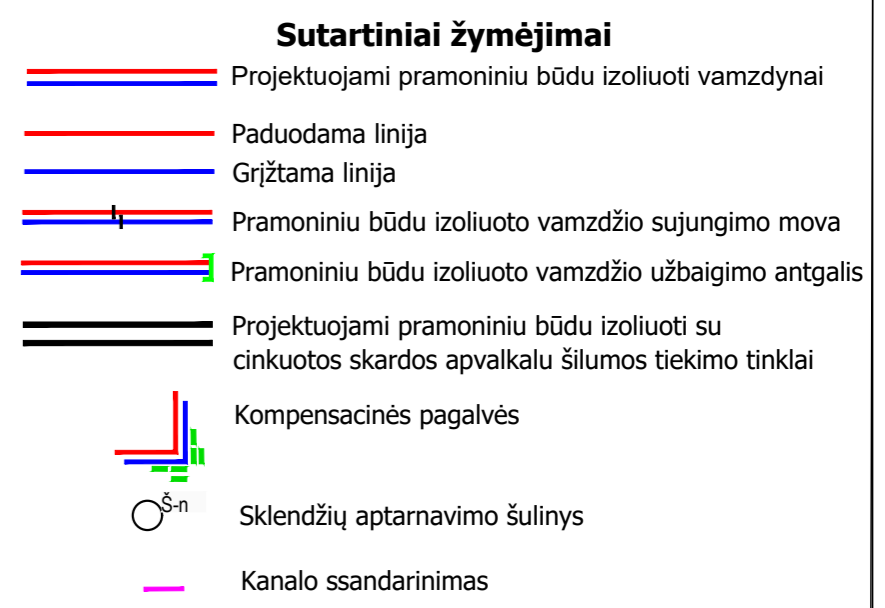 Sutartiniai žymėjimai
Projektuojami pramoniniu būdu izoliuoti vamzdynai
Paduodama linija
Grįžtama linija
Pramoniniu būdu izoliuoto vamzdžio sujungimo mova
Pramoniniu būdu izoliuoto vamzdžio užbaigimo antgalis
Projektuojami pramoniniu būdu izoliuoti su
cinkuotos skardos apvalkalu šilumos tiekimo tinklai
Kompensacinės pagalvės
Š-n
Sklendžių aptarnavimo šulinys
Kanalo ssandarinimas